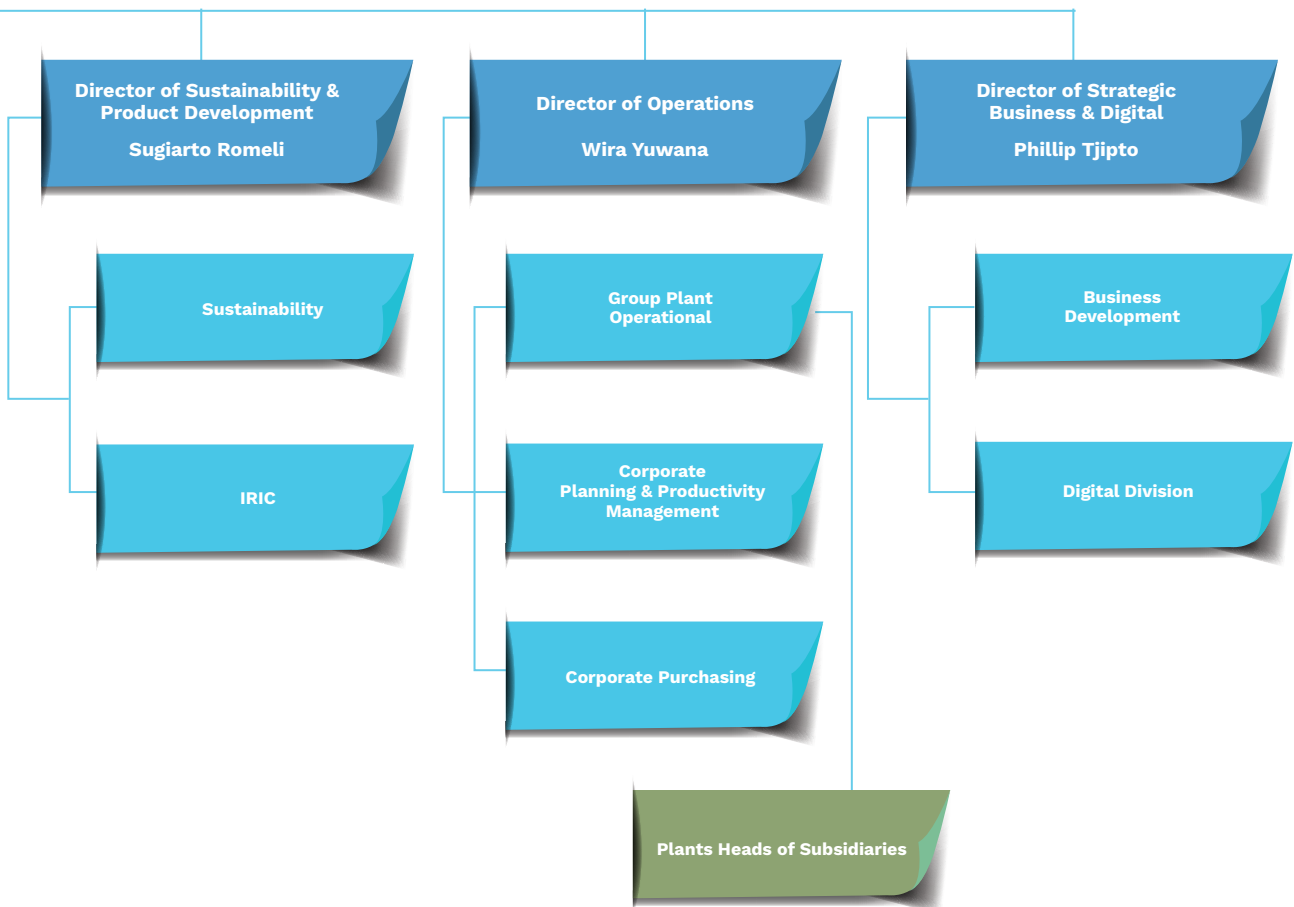 Director of Sustainability &
Product Development
Sugiarto Romeli
Director of Operations
Wira Yuwana
Director of Strategic
Business & Digital
Phillip Tjipto
Sustainability
Group Plant
Operational
Business
Development
IRIC
Corporate
Planning & Productivity
Management
Digital Division
Corporate Purchasing
Plants Heads of Subsidiaries